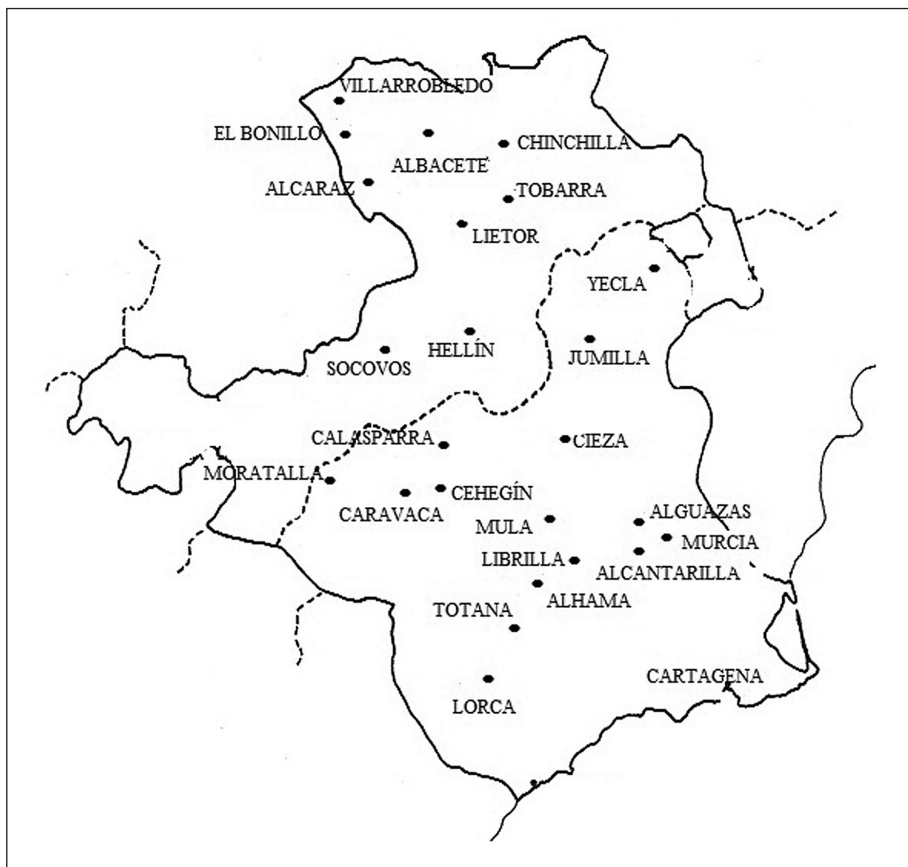 VILLARROBLEDO
EL BONILLO
CHINCHILLA
ALBACETE
ALCARAZ
TOBARRA
LIETOR
YECLA
HELLÍN
JUMILLA
SOCOVOS
CALASPARRA
CIEZA
MORATALLA
CEHEGÍN
CARAVACA
ALGUAZAS
MULA
MURCIA
LIBRILLA
ALCANTARILLA
ALHAMA
TOTANA
CARTAGENA
LORCA